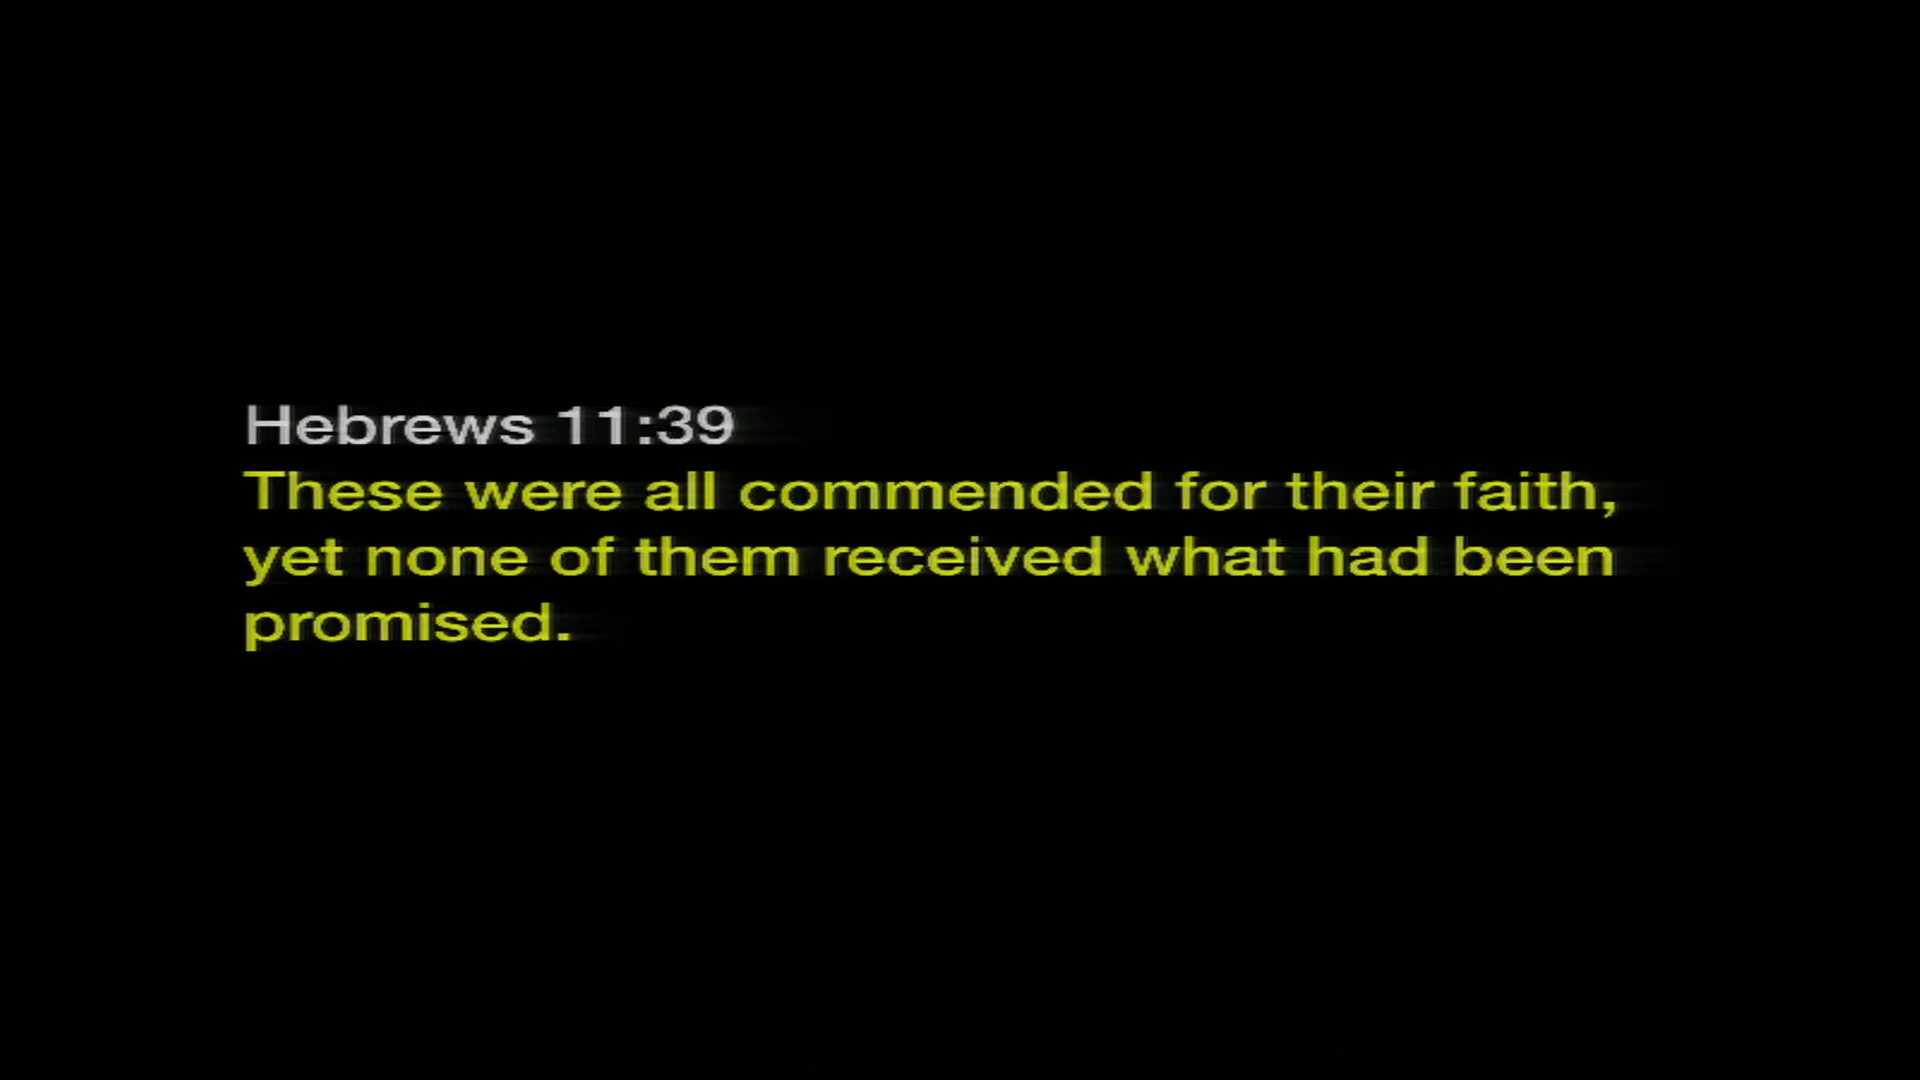 Hebrews 11:39
These were all commended for their faith,
yet none of them received what had been
promised.